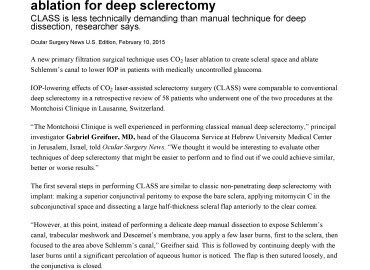 ablation for deep sclerectomy
CLASS is less technically demanding than manual technique for deep
dissection, researcher says.
Ocular Surgery News U.S. Edition, February 10, 2015
A new primary filtration surgical technique uses CO2 laser ablation to create scleral space and ablate
Schlemm's canal to lower IOP in patients with medically uncontrolled glaucoma.
IOP-lowering effects of CO2 laser-assisted sclerectomy surgery (CLASS) were comparable to conventional
deep sclerectomy in a retrospective review of 58 patients who underwent one of the two procedures at the
Montchoisi Clinique in Lausanne, Switzerland.
"The Montchoisi Clinique is well experienced in performing classical manual deep sclerectomy," principal
investigator Gabriel Greifner, MD, head of the Glaucoma Service at Hebrew University Medical Center
in Jerusalem, Israel, told Ocular Surgery News. "We thought it would be interesting to evaluate other
techniques of deep sclerectomy that might be easier to perform and to find out if we could achieve similar,
better or worse results."
The first several steps in performing CLASS are similar to classic non-penetrating deep sclerectomy with
implant: making a superior conjunctival peritomy to expose the bare sclera, applying mitomycin C in the
subconjunctival space and dissecting a large half-thickness scleral flap anteriorly to the clear cornea.
"However, at this point, instead of performing a delicate deep manual dissection to expose Schlemm's
canal, trabecular meshwork and Descemet's membrane, you apply a few laser burns, first to the sclera, then
focused to the area above Schlemm's canal," Greifner said. This is followed by continuing deeply with the
laser burns until a significant percolation of aqueous humor is noticed. The flap is then sutured loosely, and
the conjunctiva is closed.